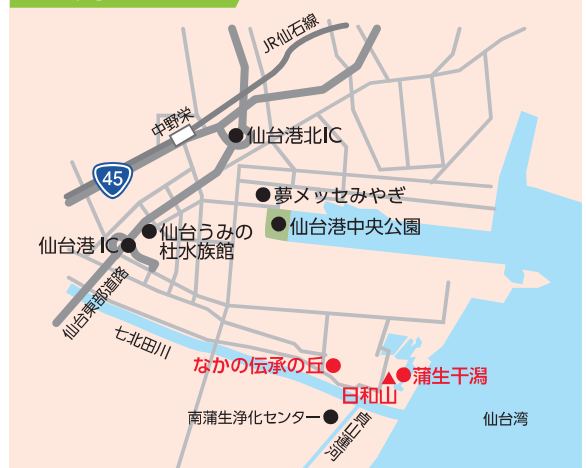 JR仙石線
中野栄
仙台港北IC
45
夢メッセみやぎ
仙台港中央公園
仙台うみの
杜水族館
仙台港IC
仙台東部道路
七北田川
なかの伝承の丘
蒲生干潟
日和山
南蒲生浄化センター
貞山運河
仙台湾